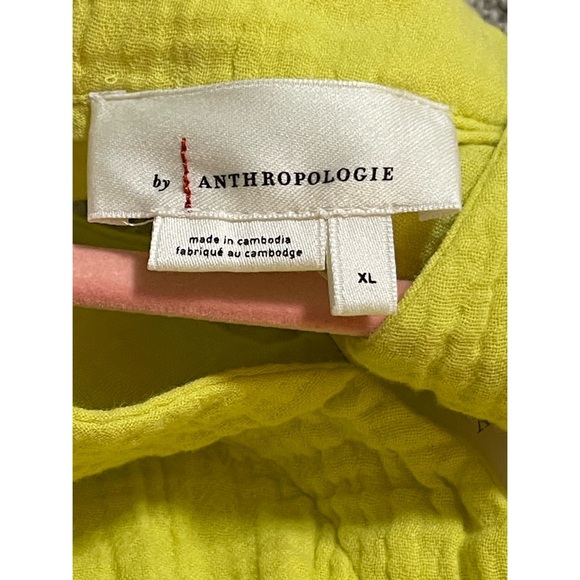 by ANTHROPOLOGIE
made in cambodia
fabriqué au cambodge
XL